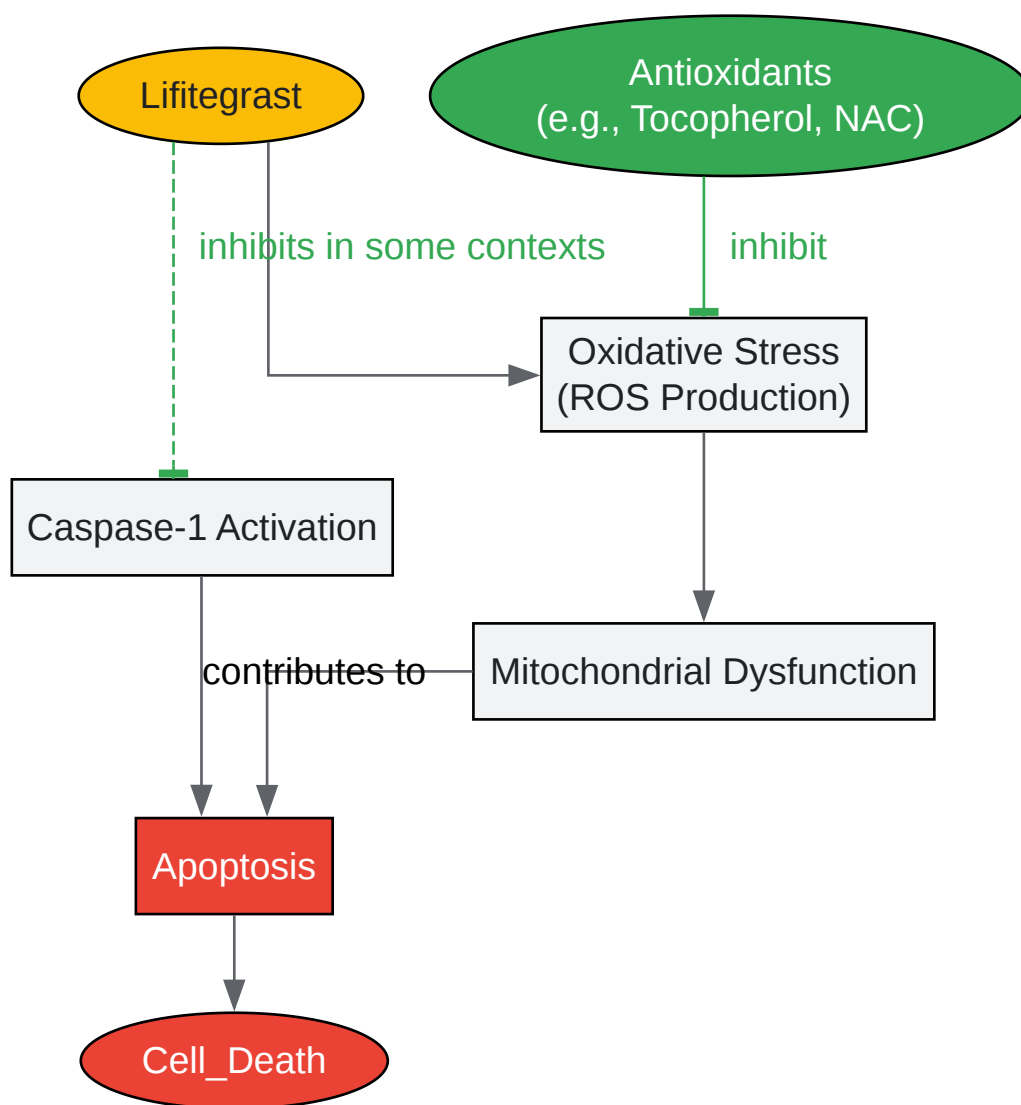 Lifitegrast
Antioxidants
(e.g., Tocopherol, NAC)
inhibits in some contexts
inhibit
Oxidative Stress
(ROS Production)
Caspase-1 Activation
contributes to
Mitochondrial Dysfunction
Apoptosis
Cell_Death